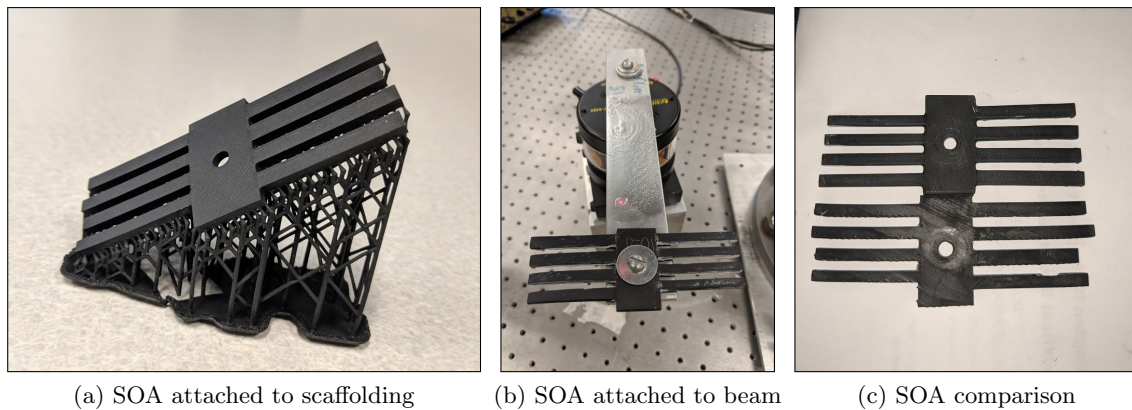 (a) SOA attached to scaffolding
(b) SOA attached to beam
(c) SOA comparison